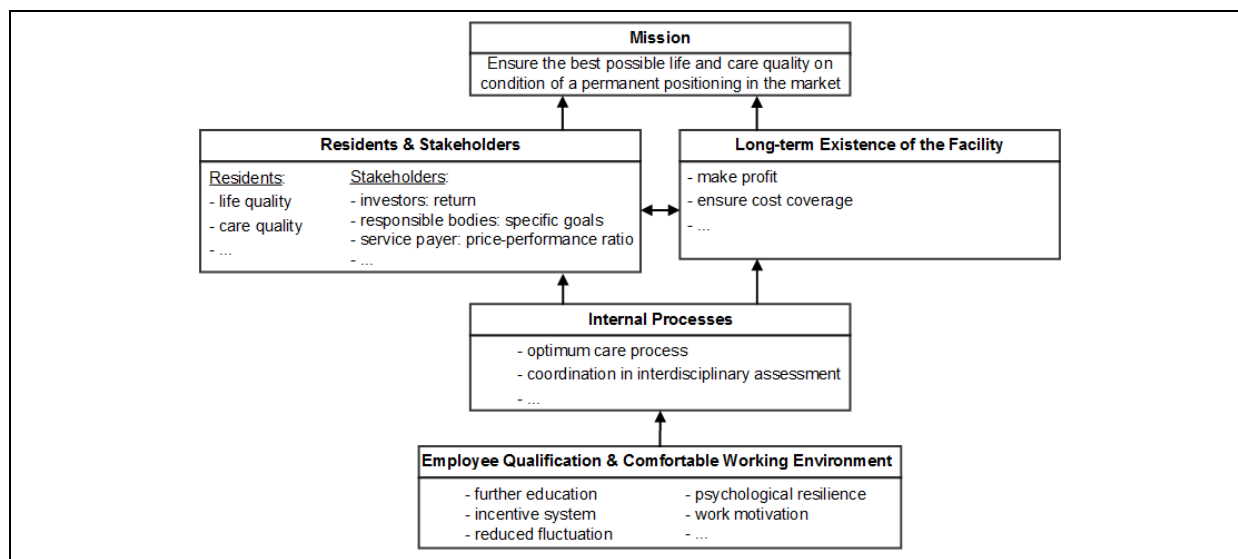 Mission
Ensure the best possible life and care quality on
condition of a permanent positioning in the market
Residents & Stakeholders
Residents:
- life quality
- care quality
- ...
Stakeholders:
- investors: return
- responsible bodies: specific goals
- service payer: price-performance ratio
- ...
Long-term Existence of the Facility
- make profit
- ensure cost coverage
- ...
Internal Processes
- optimum care process
- coordination in interdisciplinary assessment
- ...
Employee Qualification & Comfortable Working Environment
- further education
- incentive system
- reduced fluctuation
- psychological resilience
- work motivation
- ...